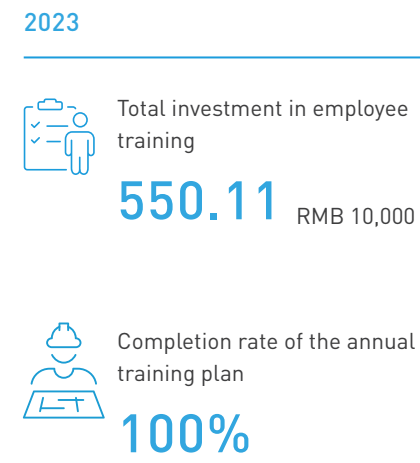 2023
Total investment in employee
training
550.11 RMB 10,000
Completion rate of the annual
training plan
100%